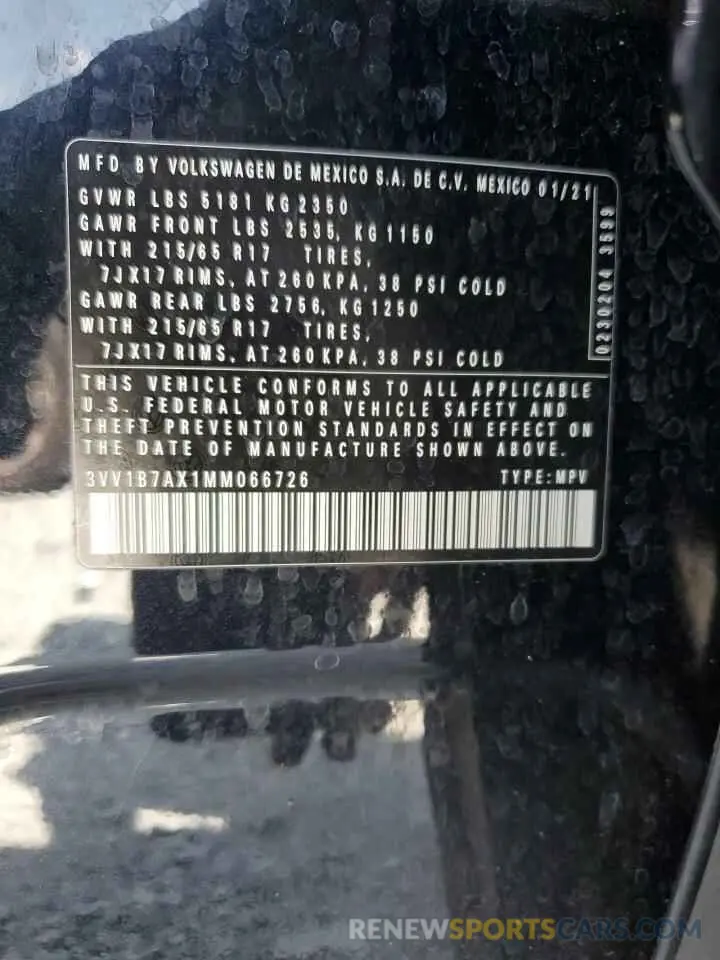 MFD BY VOLKSWAGEN DE MEXICO S.A. DE C.V. MEXICO 01/21
GVWR LBS 5181 KG 2350
GAWR FRONT LBS 2535, KG 1150
WITH 215/65 R17 TIRES,
7JX17 RIMS, AT 260 KPA, 38 PSI COLD
GAWR REAR LBS 2756, KG 1250
WITH 215/65 R17 TIRES,
7JX17 RIMS, AT 260 KPA, 38 PSI COLD
0230204 3599
THIS VEHICLE CONFORMS TO ALL APPLICABLE
U.S. FEDERAL MOTOR VEHICLE SAFETY AND
THEFT PREVENTION STANDARDS IN EFFECT ON
THE DATE OF MANUFACTURE SHOWN ABOVE.
3VV1B7AX1MM066726 TYPE:MPV
RENEWSPORTSCARS.COM